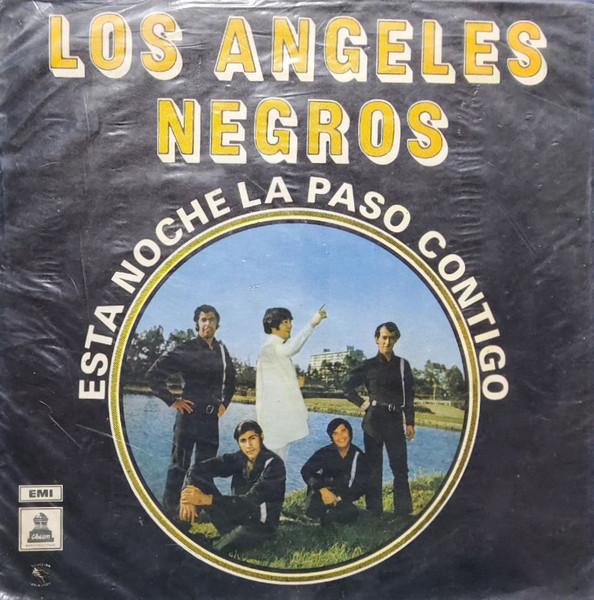 LOS ANGELES
NEGROS
ESTA NOCHE LA PASO CONTIGO
EMI
Odeon